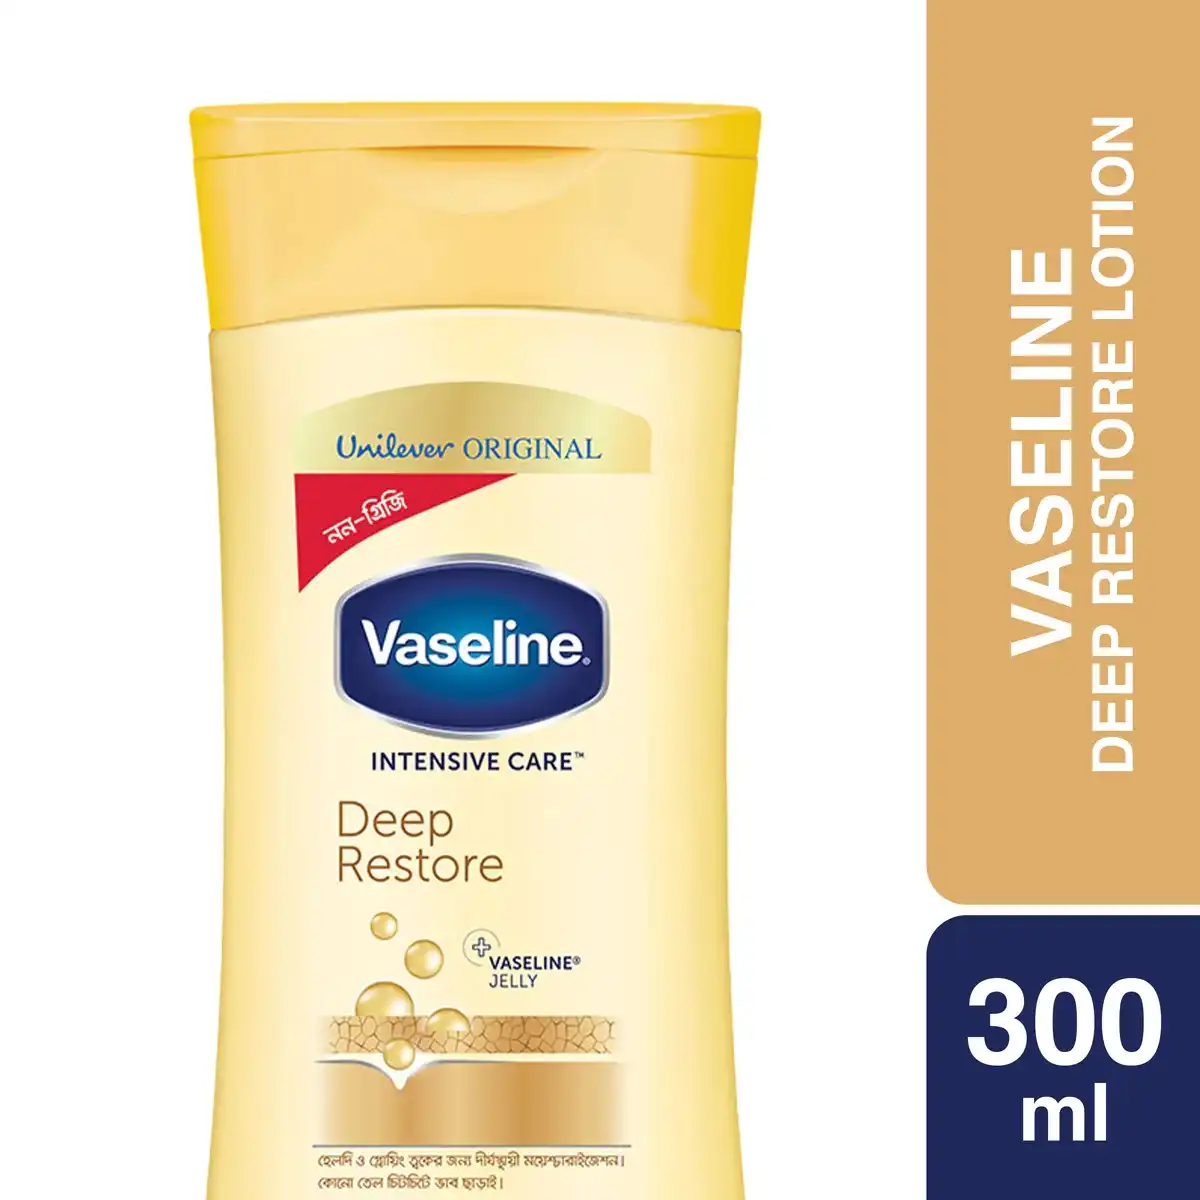 Unilever ORIGINAL
নন-গ্রিজি
Vaseline®
INTENSIVE CARE™
Deep
Restore
VASELINE®
JELLY
হেলদি ও গ্লোয়িং ত্বকের জন্য দীর্ঘস্থায়ী ময়েশ্চারাইজেশন।
কোনো তেল চিটচিটে ভাব ছাড়াই।
VASELINE
DEEP RESTORE LOTION
300
ml